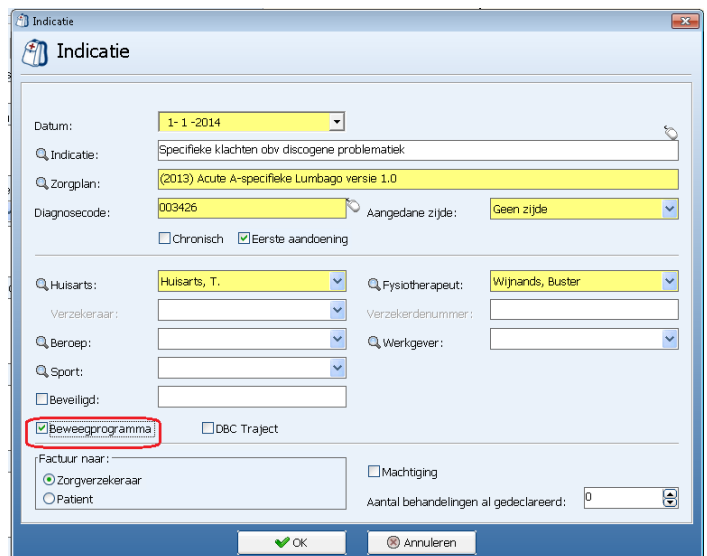 Indicatie
Indicatie
Datum: 1- 1 -2014
Indicatie: Specifieke klachten obv discogene problematiek
Zorgplan: (2013) Acute A-specifieke Lumbago versie 1.0
Diagnosecode: 003426 Aangedane zijde: Geen zijde
Chronisch Eerste aandoening
Huisarts: Huisarts, T. Fysiotherapeut: Wijnands, Buster
Verzekeraar: Verzekerdenummer:
Beroep: Werkgever:
Sport:
Beveiligd:
Beweegprogramma DBC Traject
Factuur naar:
Zorgverzekeraar Machtiging
Patient Aantal behandelingen al gedeclareerd: 0
OK Annuleren